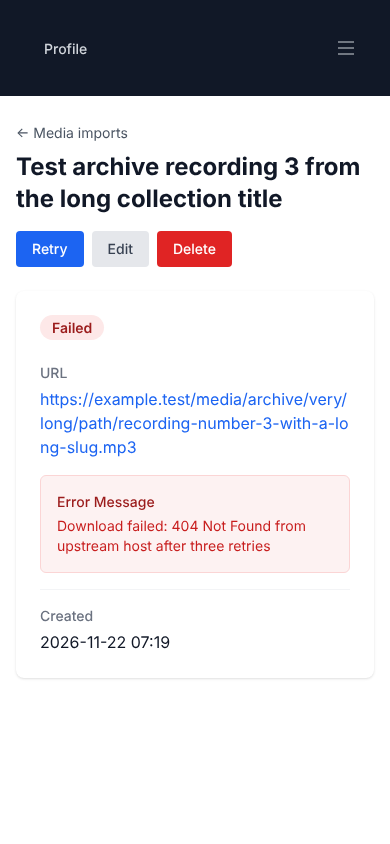 Profile
← Media imports
Test archive recording 3 from
the long collection title
Retry
Edit
Delete
Failed
URL
https://example.test/media/archive/very/
long/path/recording-number-3-with-a-lo
ng-slug.mp3
Error Message
Download failed: 404 Not Found from
upstream host after three retries
Created
2026-11-22 07:19